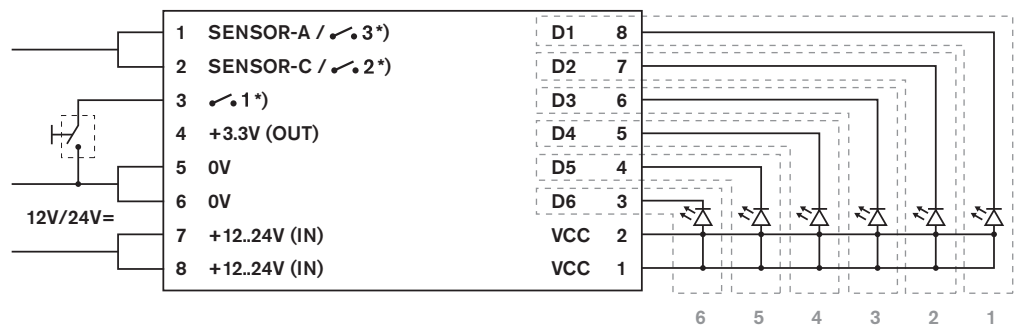 1 SENSOR-A / 3*)
2 SENSOR-C / 2*)
3 1*)
4 +3.3V (OUT)
5 0V
6 0V
7 +12..24V (IN)
8 +12..24V (IN)
12V/24V=
D1 8
D2 7
D3 6
D4 5
D5 4
D6 3
VCC 2
VCC 1
6 5 4 3 2 1